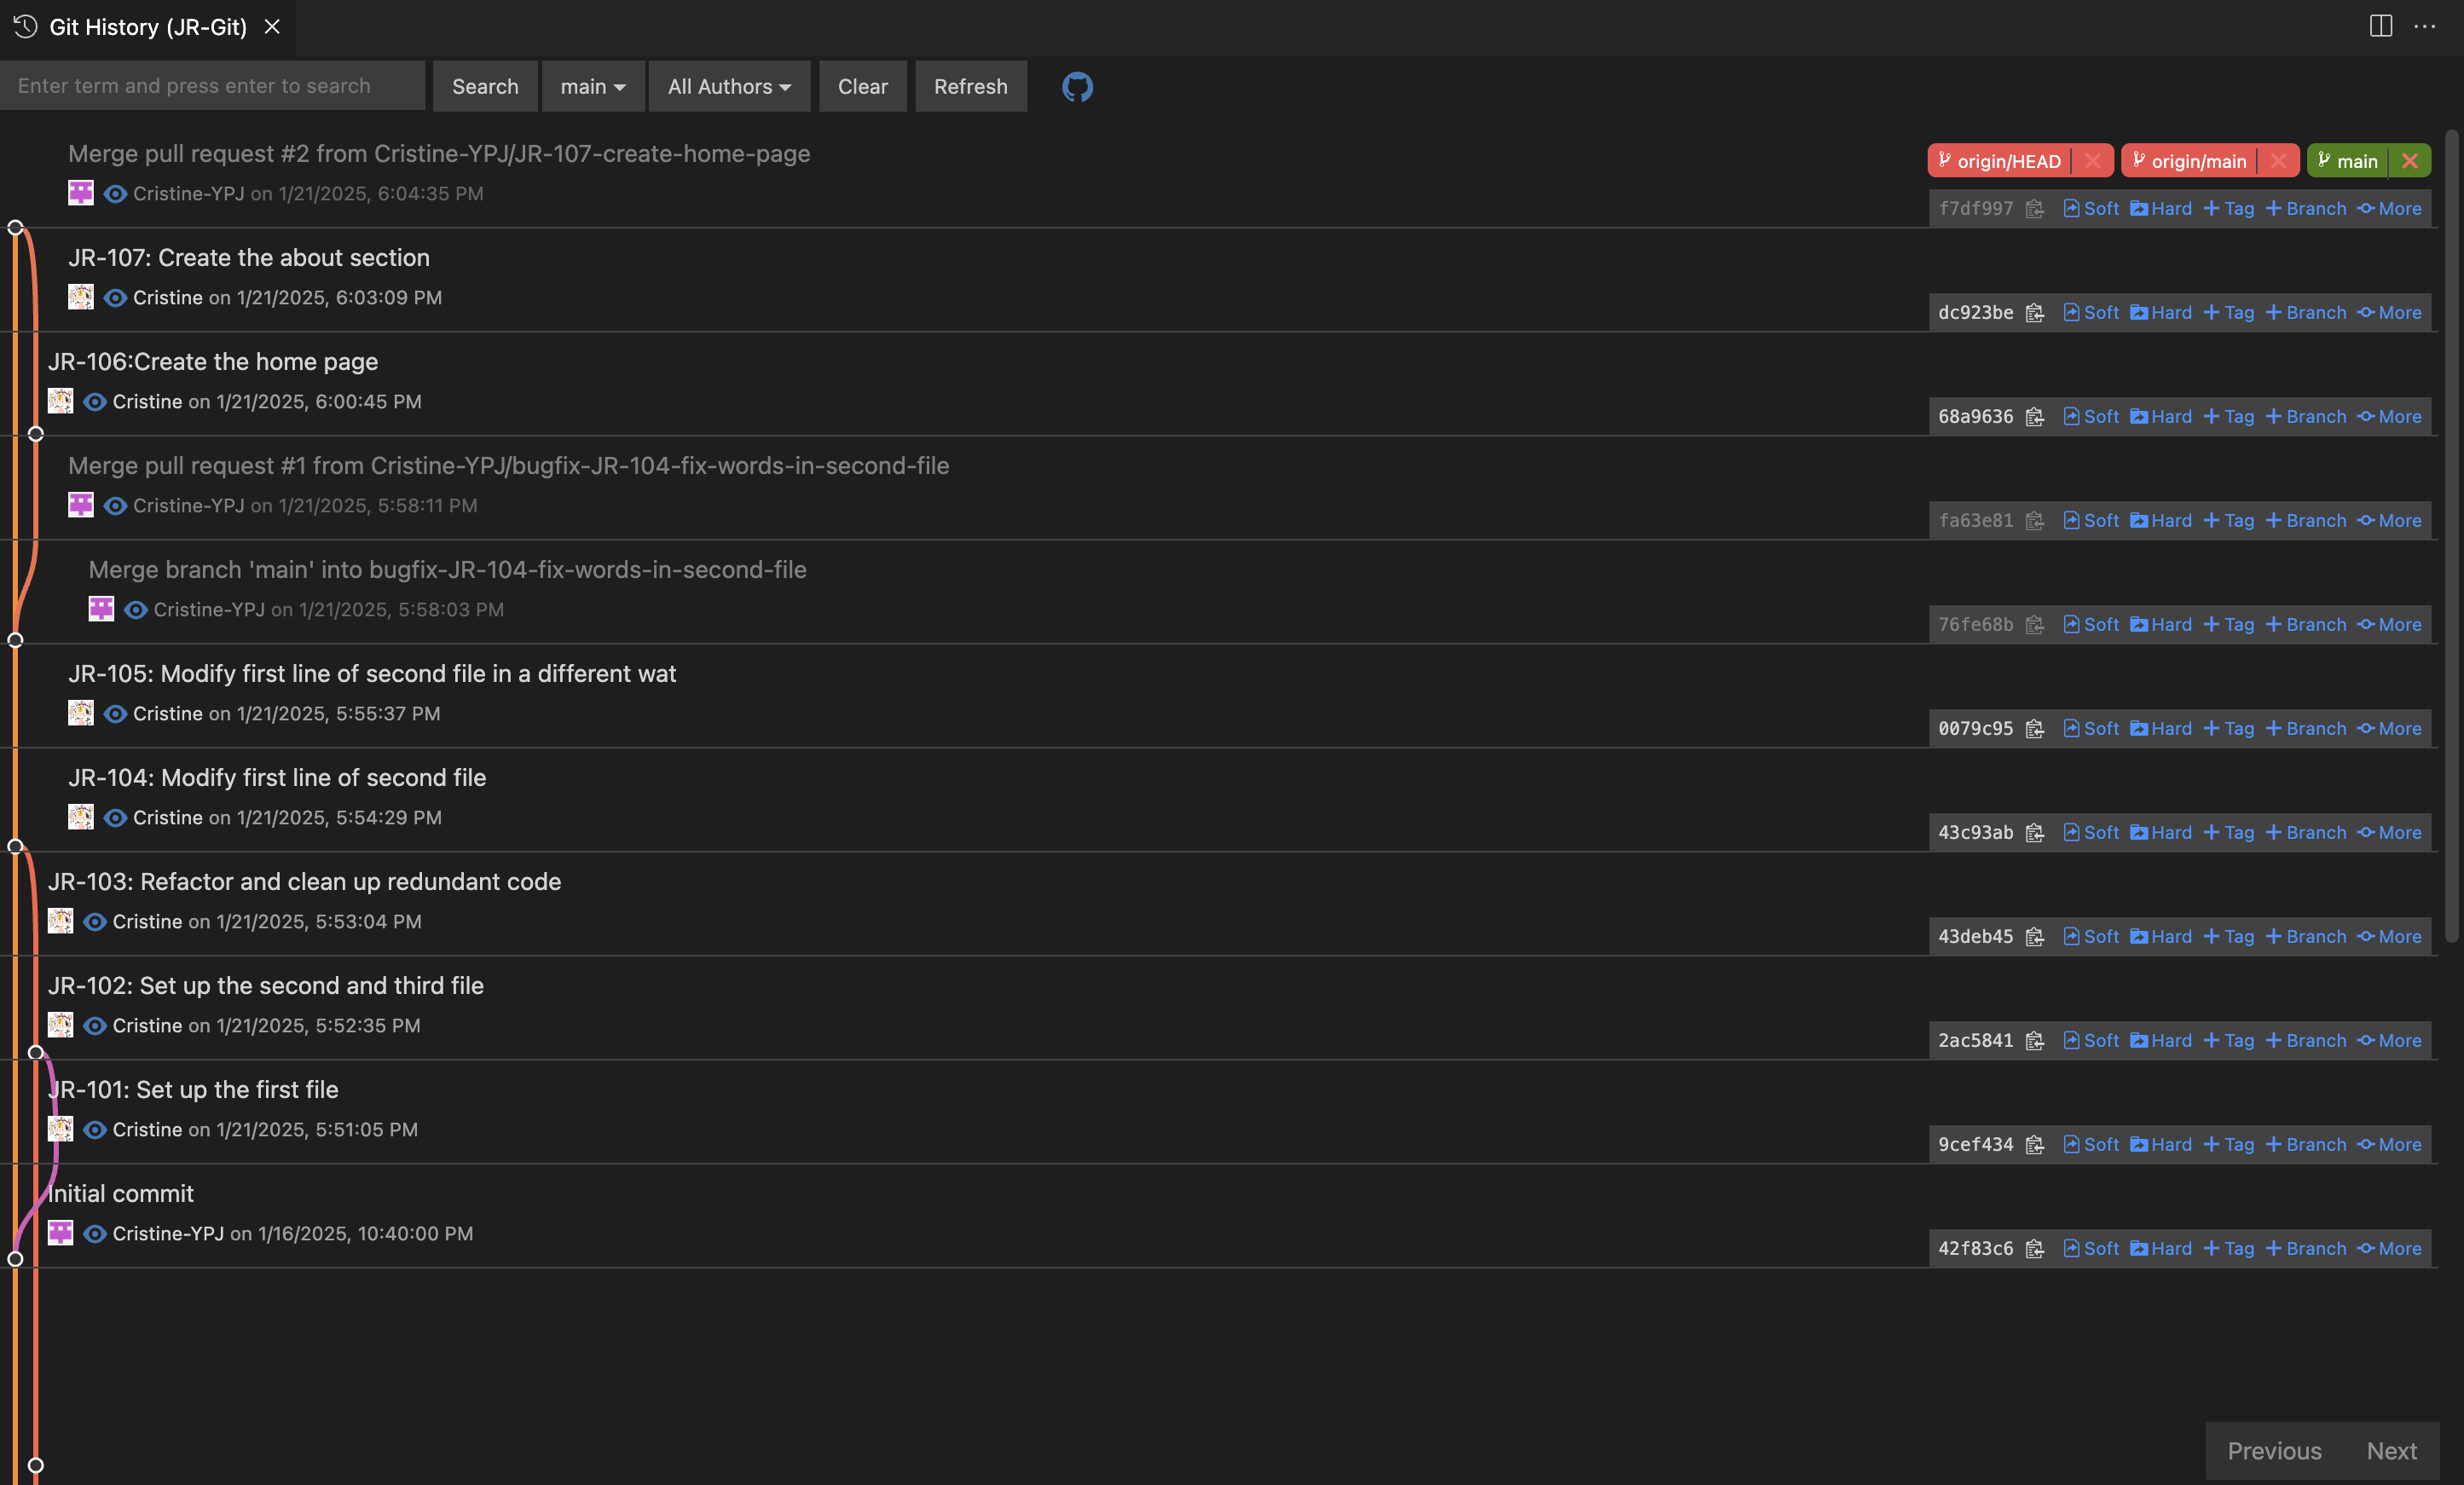 Git History (JR-Git)
Enter term and press enter to search Search main All Authors Clear Refresh
Merge pull request #2 from Cristine-YPJ/JR-107-create-home-page origin/HEAD origin/main main
Cristine-YPJ on 1/21/2025, 6:04:35 PM f7df997 Soft Hard Tag Branch More
JR-107: Create the about section
Cristine on 1/21/2025, 6:03:09 PM dc923be Soft Hard Tag Branch More
JR-106:Create the home page
Cristine on 1/21/2025, 6:00:45 PM 68a9636 Soft Hard Tag Branch More
Merge pull request #1 from Cristine-YPJ/bugfix-JR-104-fix-words-in-second-file
Cristine-YPJ on 1/21/2025, 5:58:11 PM fa63e81 Soft Hard Tag Branch More
Merge branch 'main' into bugfix-JR-104-fix-words-in-second-file
Cristine-YPJ on 1/21/2025, 5:58:03 PM 76fe68b Soft Hard Tag Branch More
JR-105: Modify first line of second file in a different wat
Cristine on 1/21/2025, 5:55:37 PM 0079c95 Soft Hard Tag Branch More
JR-104: Modify first line of second file
Cristine on 1/21/2025, 5:54:29 PM 43c93ab Soft Hard Tag Branch More
JR-103: Refactor and clean up redundant code
Cristine on 1/21/2025, 5:53:04 PM 43deb45 Soft Hard Tag Branch More
JR-102: Set up the second and third file
Cristine on 1/21/2025, 5:52:35 PM 2ac5841 Soft Hard Tag Branch More
JR-101: Set up the first file
Cristine on 1/21/2025, 5:51:05 PM 9cef434 Soft Hard Tag Branch More
Initial commit
Cristine-YPJ on 1/16/2025, 10:40:00 PM 42f83c6 Soft Hard Tag Branch More
Previous Next